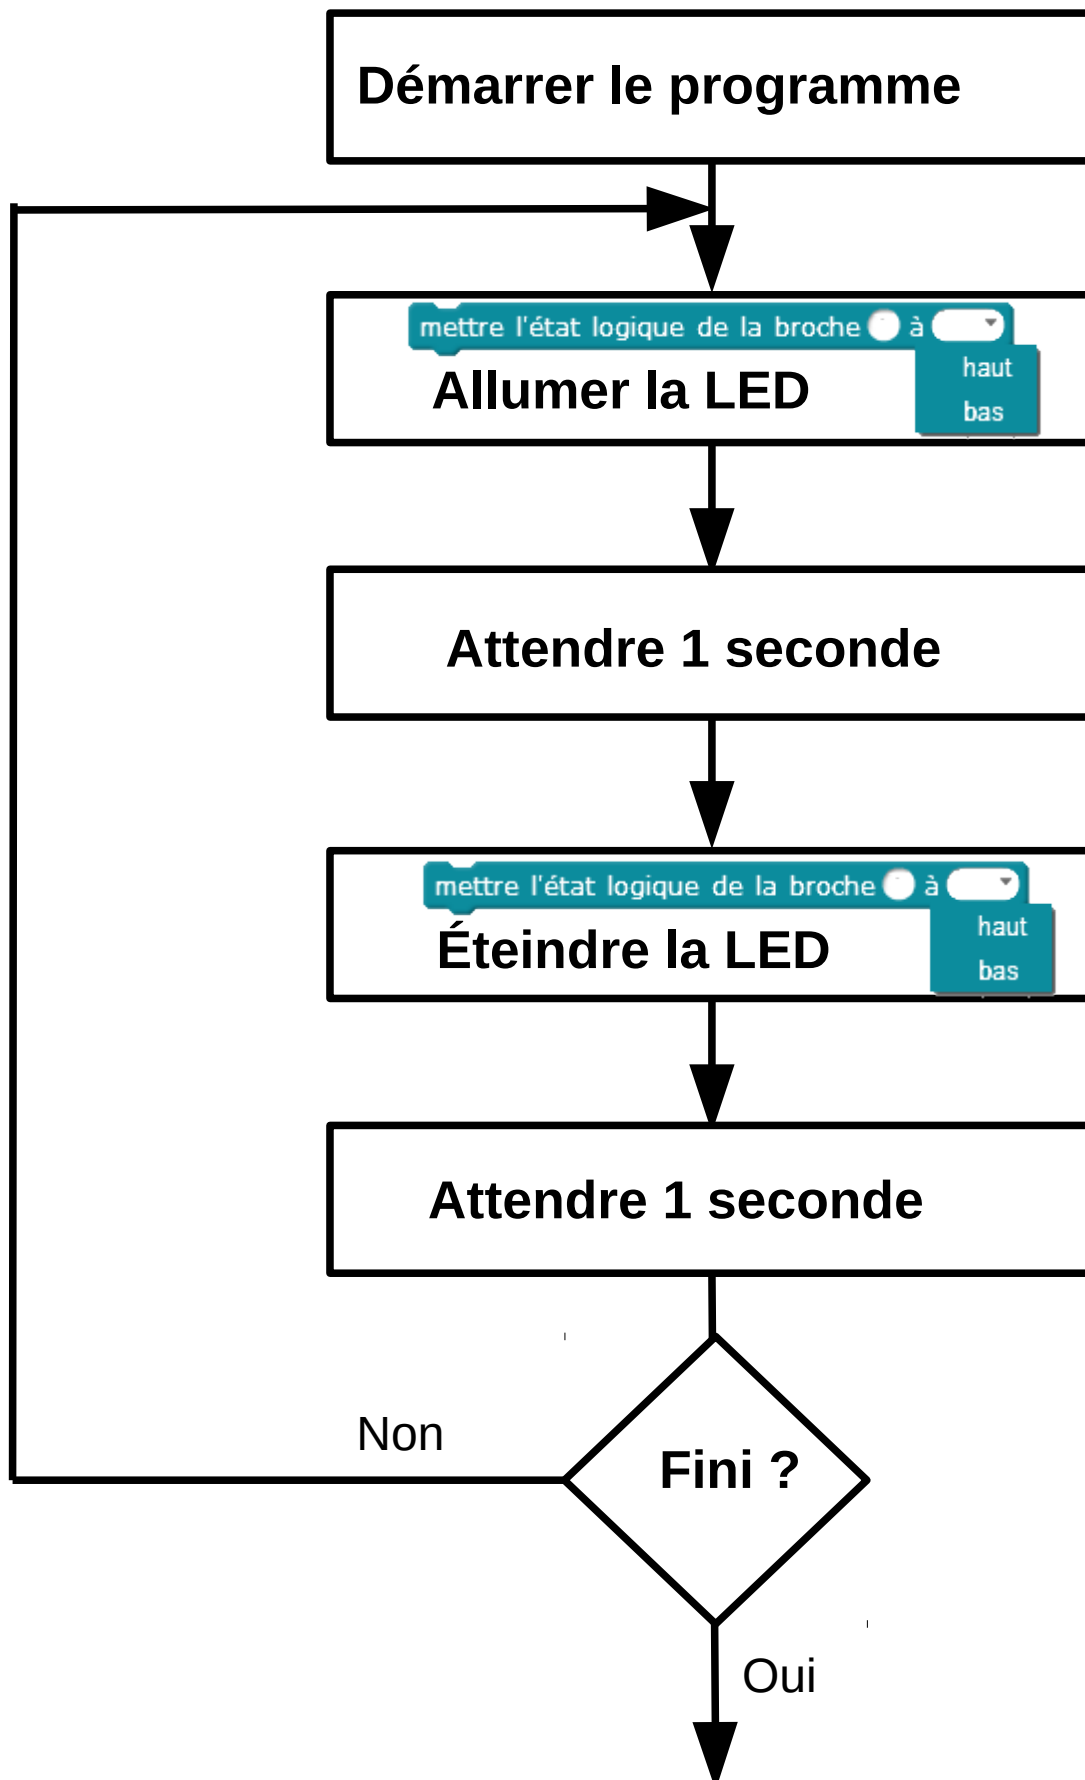 Démarrer le programme
mettre l'état logique de la broche à
haut
Allumer la LED
bas
Attendre 1 seconde
mettre l'état logique de la broche à
haut
Éteindre la LED
bas
Attendre 1 seconde
Non
Fini ?
Oui